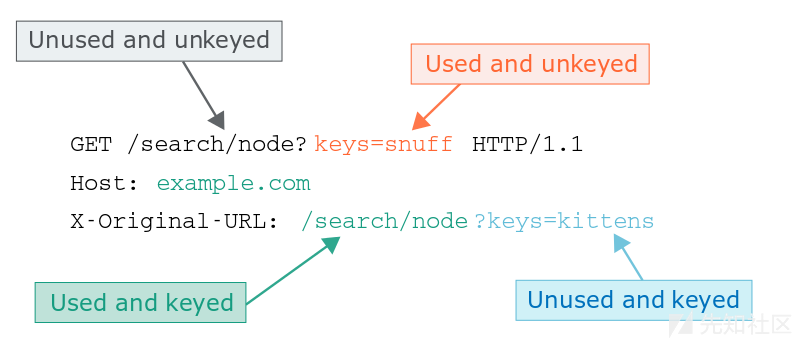 Unused and unkeyed
Used and unkeyed
GET /search/node?keys=snuff HTTP/1.1
Host: example.com
X-Original-URL: /search/node?keys=kittens
Used and keyed
Unused and keyed
先知社区